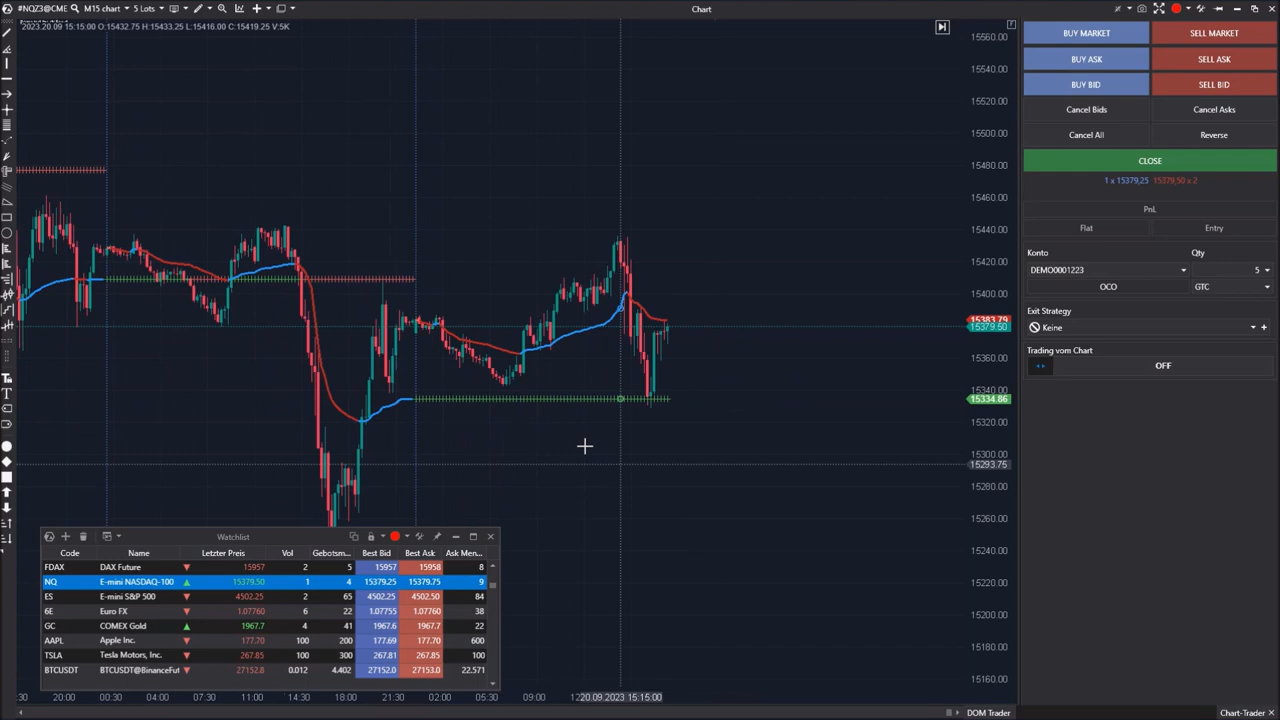 #NQZ3@CME M15 chart 5 Lots
Chart
2023.20.09 15:15:00 O:15432.75 H:15433.25 L:15416.00 C:15419.25 V:5K
15560.00
15540.00
15520.00
15500.00
15480.00
15460.00
15440.00
15420.00
15400.00
15383.79
15379.50
15360.00
15340.00
15334.86
15320.00
15300.00
15293.75
15280.00
15260.00
15240.00
15220.00
15200.00
15180.00
15160.00
BUY MARKET SELL MARKET
BUY ASK SELL ASK
BUY BID SELL BID
Cancel Bids Cancel Asks
Cancel All Reverse
CLOSE
1 x 15379,25 15379,50 x 2
PnL
Flat Entry
Konto Qty
DEMO0001223 5
OCO GTC
Exit Strategy
Keine
Trading vom Chart
OFF
Watchlist
Code Name Letzter Preis Vol Gebotsm... Best Bid Best Ask Ask Men...
FDAX DAX Future 15957 2 5 15957 15958 8
NQ E-mini NASDAQ-100 15379.50 1 4 15379.25 15379.75 9
ES E-mini S&P 500 4502.25 2 65 4502.25 4502.50 84
6E Euro FX 1.07760 6 22 1.07755 1.0776 38
GC COMEX Gold 1967.7 4 41 1967.6 1967.7 22
AAPL Apple Inc. 177.70 100 200 177.69 177.70 600
TSLA Tesla Motors, Inc. 267.85 100 300 267.81 267.85 100
BTCUSDT BTCUSDT@BinanceFut 27152.8 0.012 4.402 27152.0 27153.0 22.571
:30 20:00 00:30 04:00 07:30 11:00 14:30 18:00 21:30 02:00 05:30 09:00 12 20.09.2023 15:15:00
DOM Trader Chart-Trader